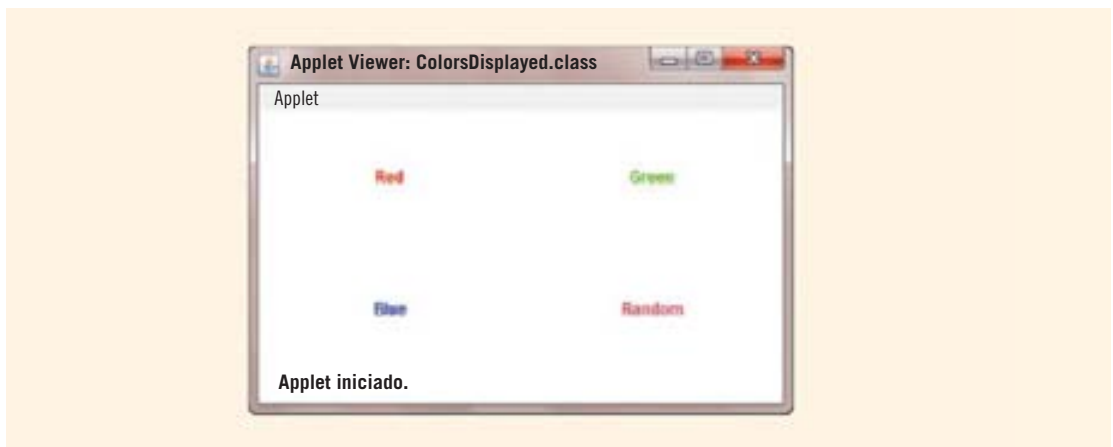 Applet Viewer: ColorsDisplayed.class
Applet
Red Green
Blue Random
Applet iniciado.